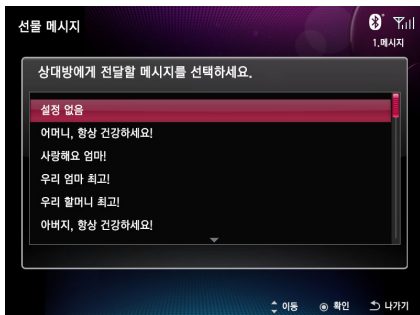 선물 메시지
1.메시지
상대방에게 전달할 메시지를 선택하세요.
설정 없음
어머니, 항상 건강하세요!
사랑해요 엄마!
우리 엄마 최고!
우리 할머니 최고!
아버지, 항상 건강하세요!
이동 확인 나가기